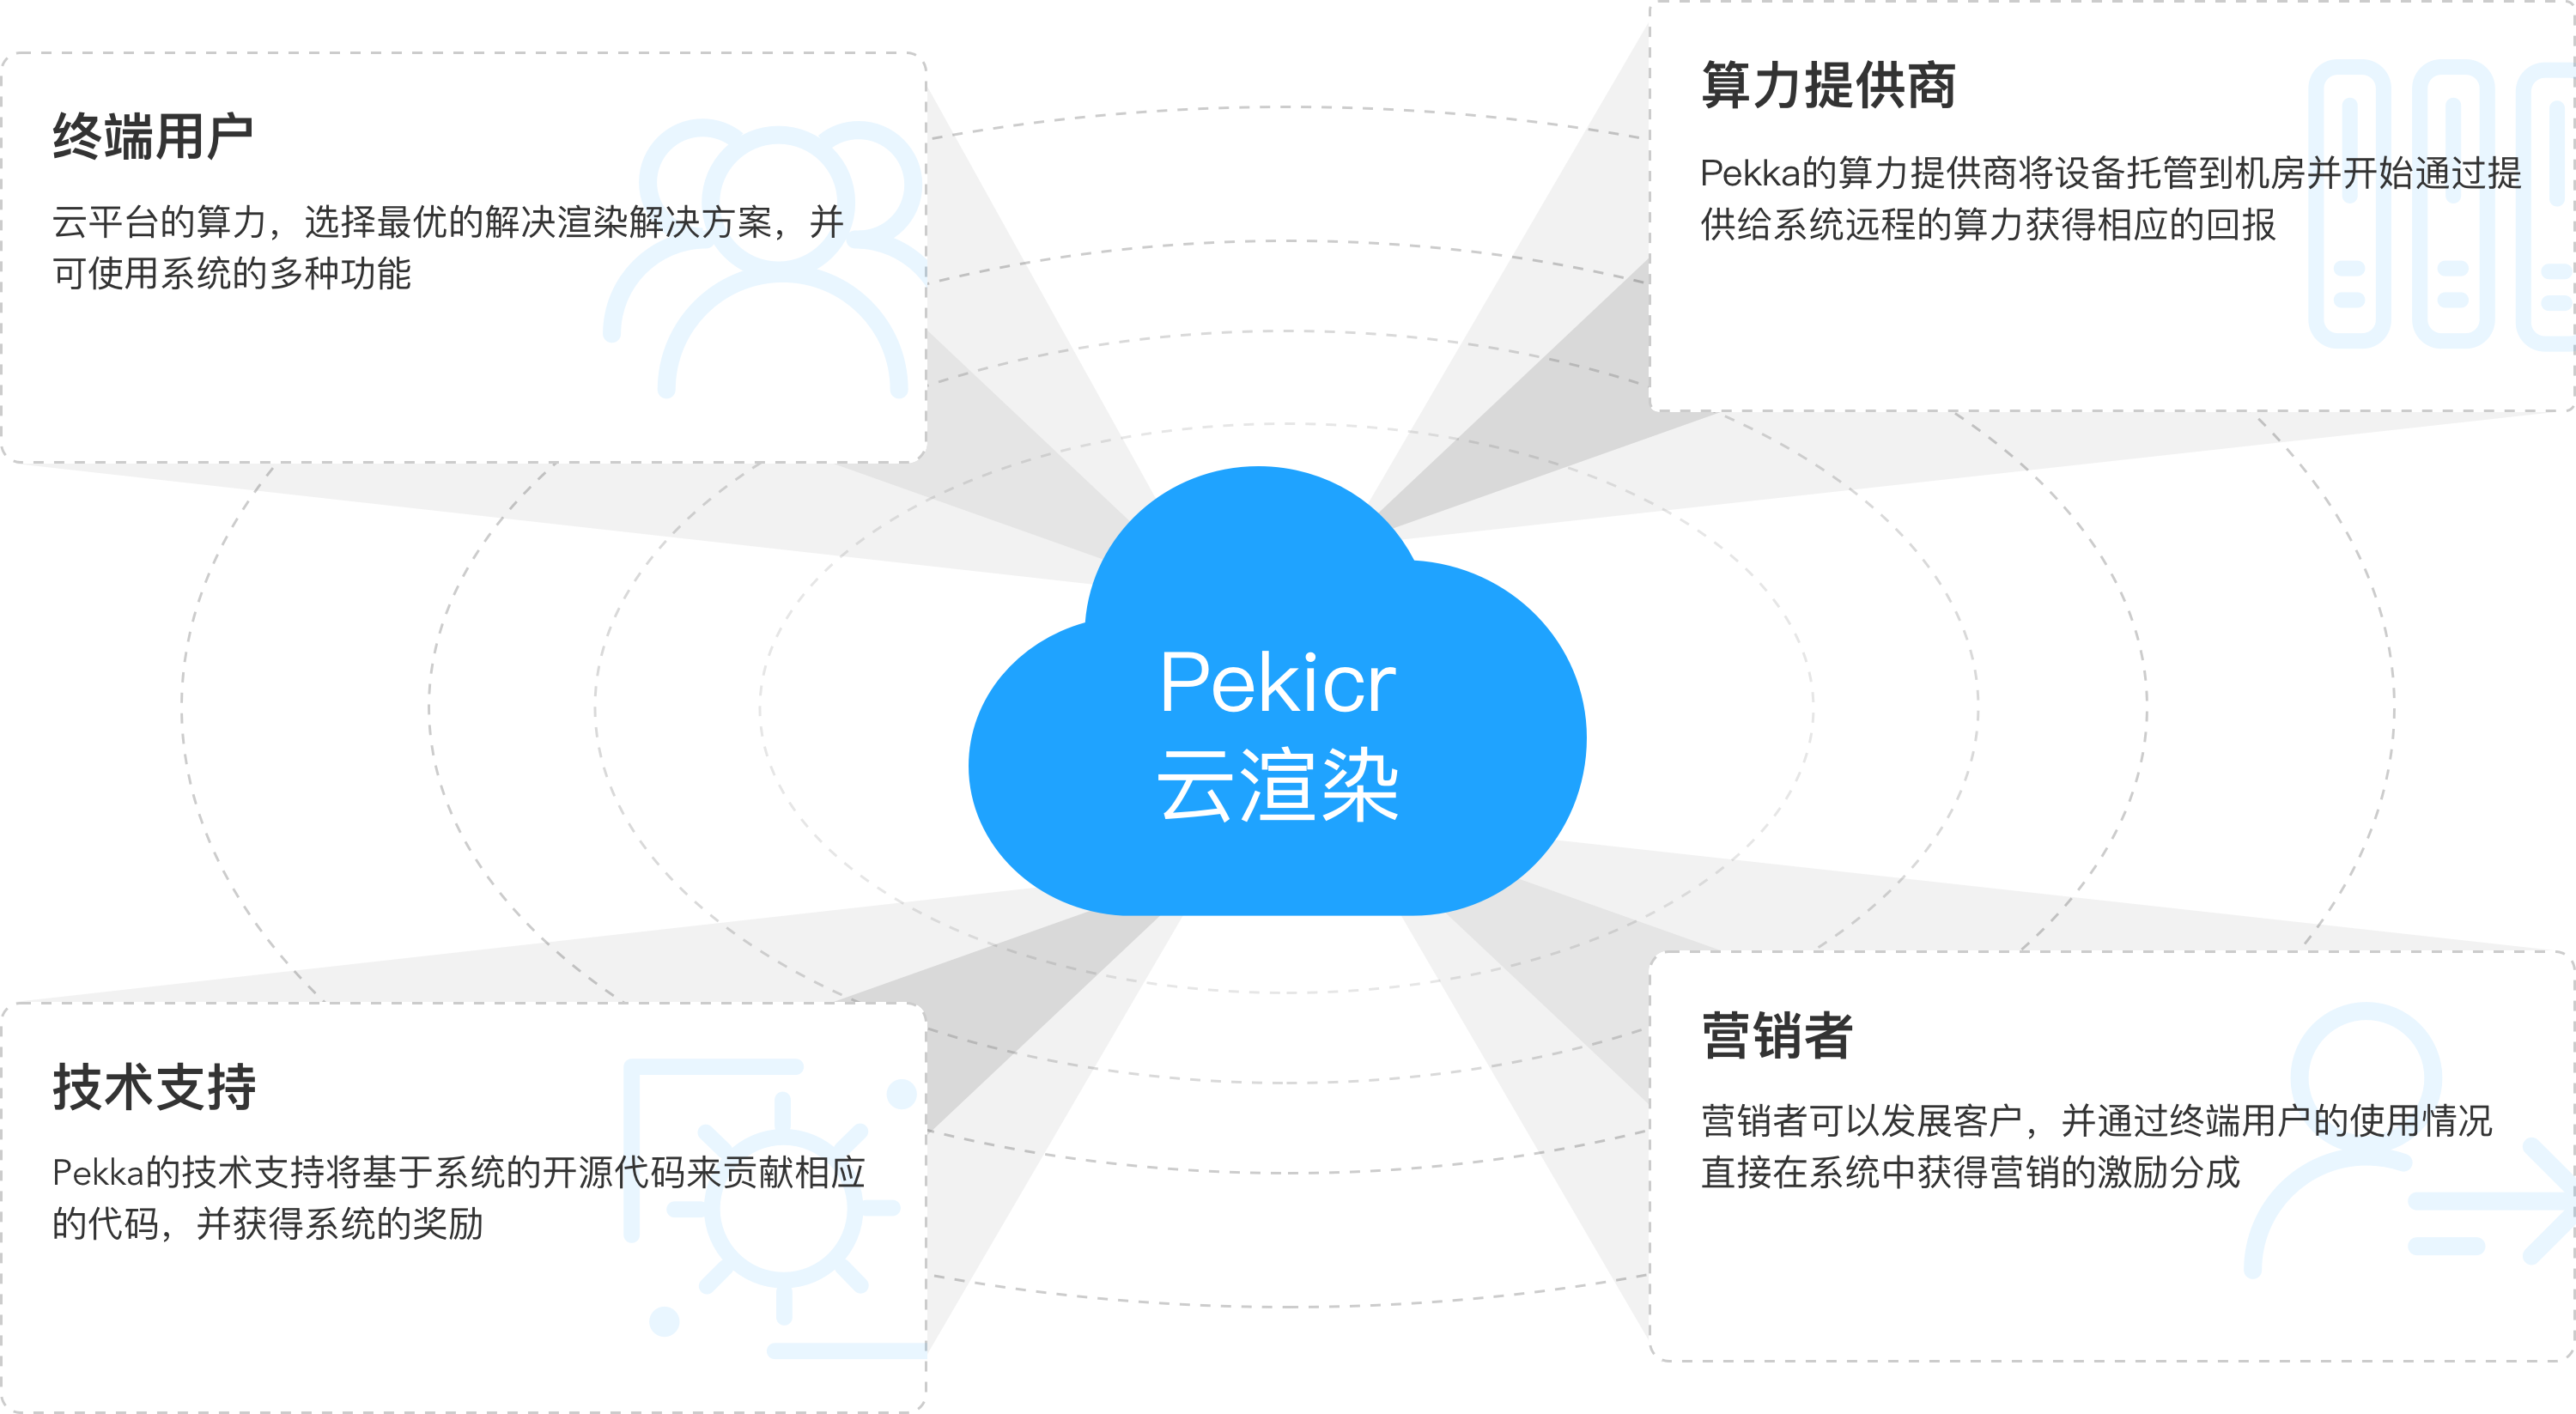 终端用户
云平台的算力，选择最优的解决渲染解决方案，并
可使用系统的多种功能
算力提供商
Pekka的算力提供商将设备托管到机房并开始通过提
供给系统远程的算力获得相应的回报
Pekicr
云渲染
技术支持
Pekka的技术支持将基于系统的开源代码来贡献相应
的代码，并获得系统的奖励
营销者
营销者可以发展客户，并通过终端用户的使用情况
直接在系统中获得营销的激励分成